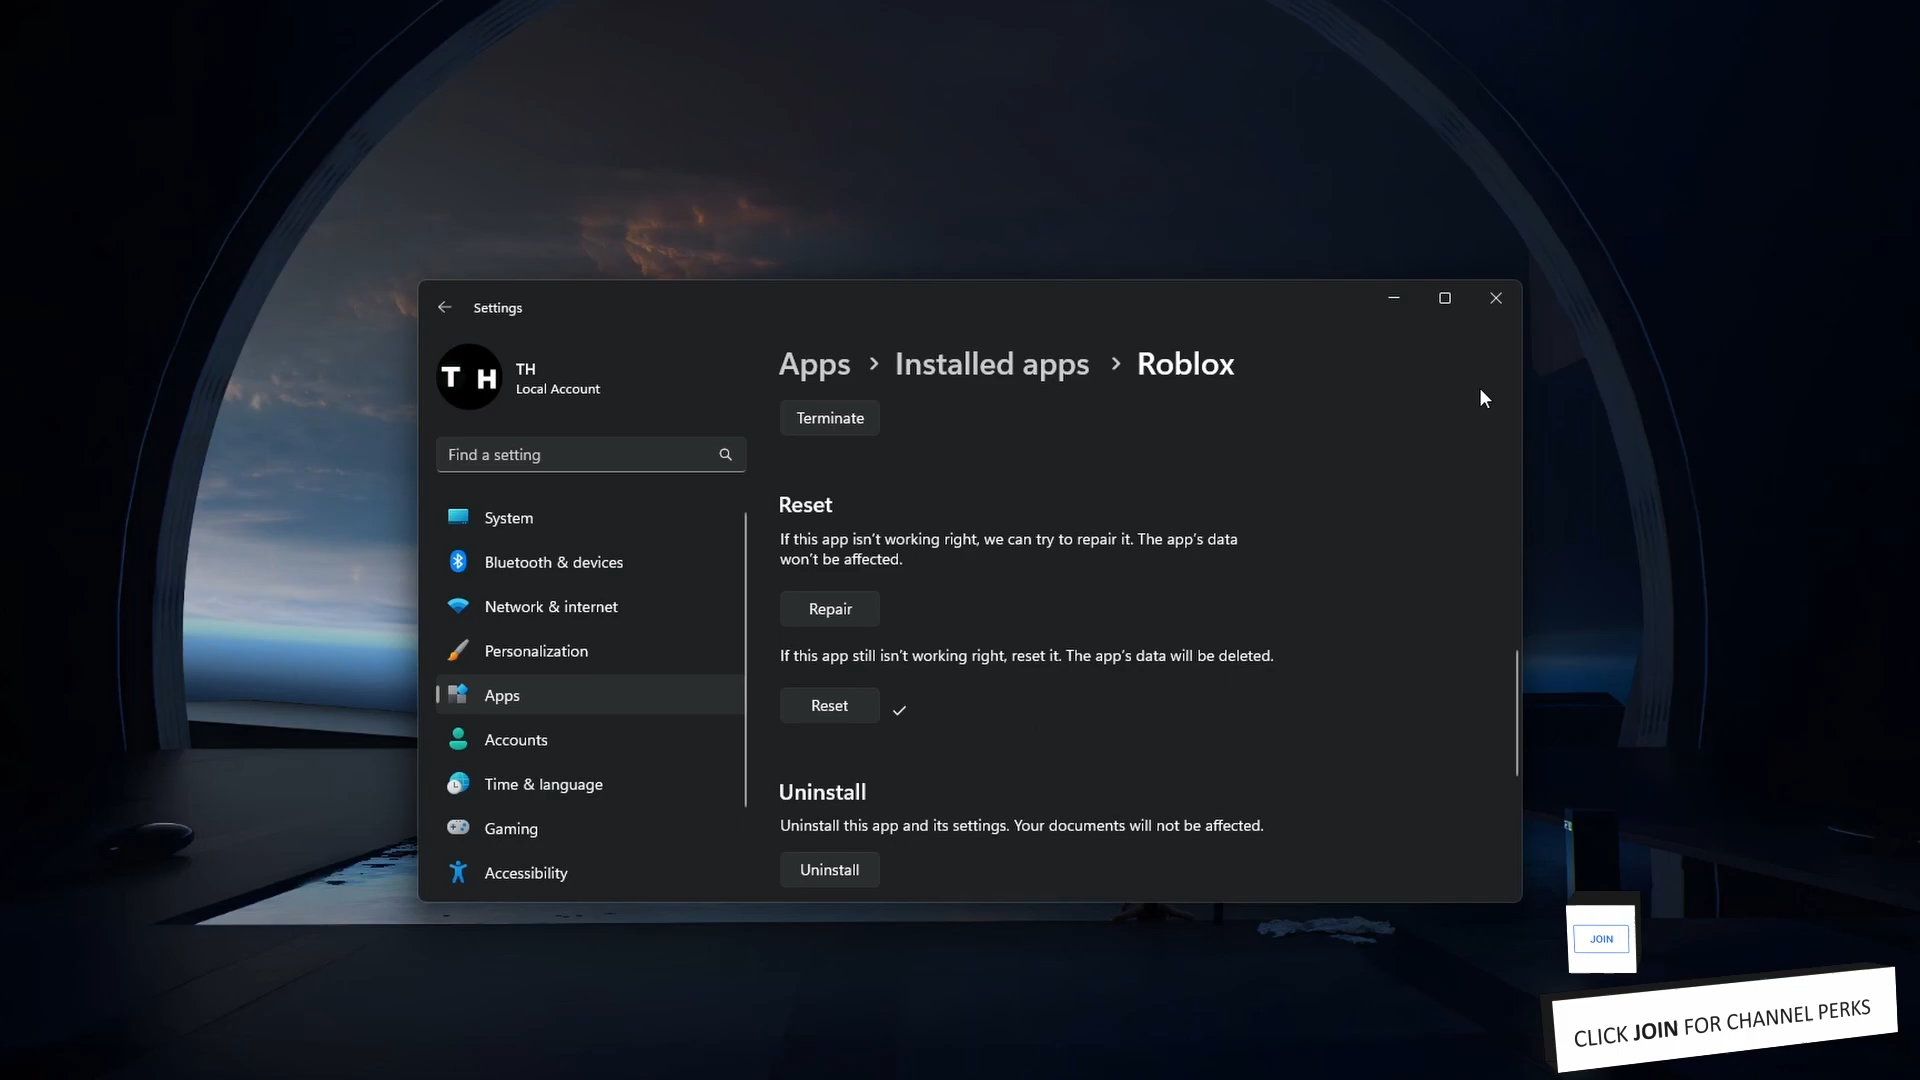 Settings
T H
TH
Local Account
Find a setting
System
Bluetooth & devices
Network & internet
Personalization
Apps
Accounts
Time & language
Gaming
Accessibility
Apps > Installed apps > Roblox
Terminate
Reset
If this app isn’t working right, we can try to repair it. The app’s data
won’t be affected.
Repair
If this app still isn’t working right, reset it. The app’s data will be deleted.
Reset
Uninstall
Uninstall this app and its settings. Your documents will not be affected.
Uninstall
JOIN
CLICK JOIN FOR CHANNEL PERKS